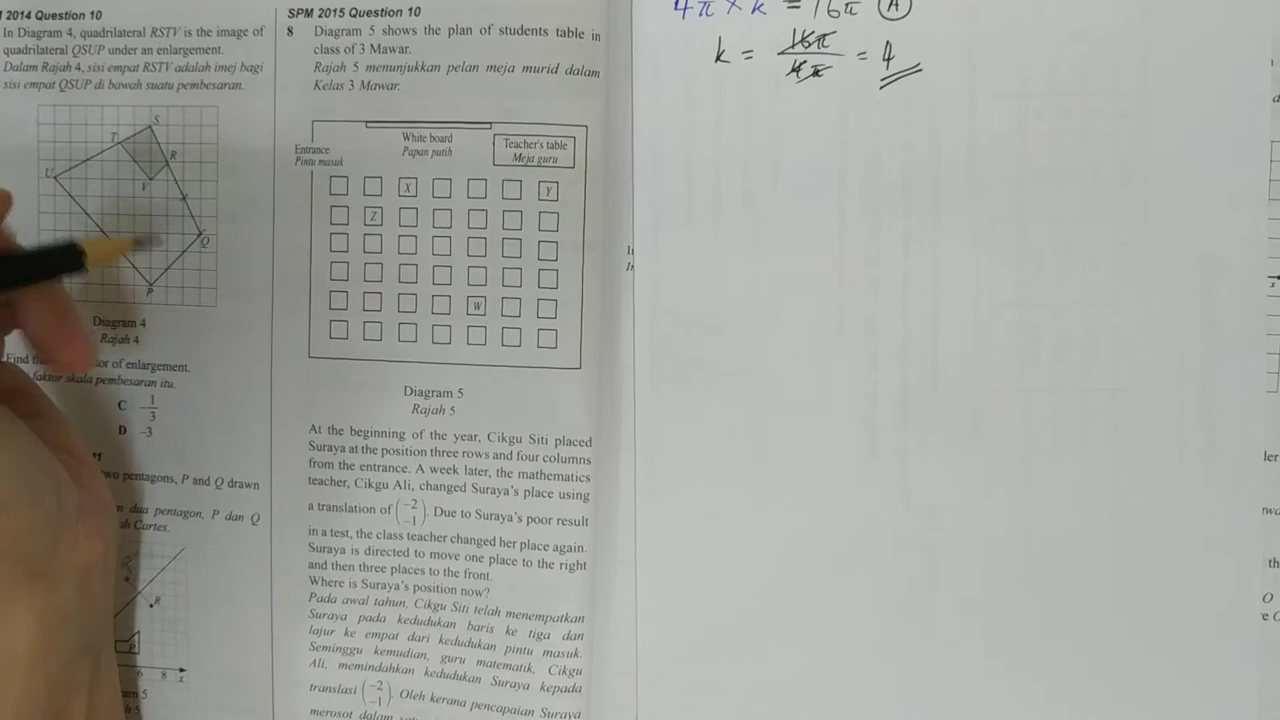 2014 Question 10
In Diagram 4, quadrilateral RSTV is the image of
quadrilateral QSUP under an enlargement.
Dalam Rajah 4, sisi empat RSTV adalah imej bagi
sisi empat QSUP di bawah suatu pembesaran.
S
T
R
U
V
Q
P
Diagram 4
Rajah 4
Find
or of enlargement.
faktor skala pembesaran itu.
C -1/3
D -3
two pentagons, P and Q drawn
dua pentagon, P dan Q
Cartes.
R
P
6 8 x
am 5
h 5
SPM 2015 Question 10
8 Diagram 5 shows the plan of students table in
class of 3 Mawar.
Rajah 5 menunjukkan pelan meja murid dalam
Kelas 3 Mawar.
Entrance
Pintu masuk
White board
Papan putih
Teacher's table
Meja guru
X
Y
Z
W
Diagram 5
Rajah 5
At the beginning of the year, Cikgu Siti placed
Suraya at the position three rows and four columns
from the entrance. A week later, the mathematics
teacher, Cikgu Ali, changed Suraya's place using
a translation of (-2 -1). Due to Suraya's poor result
in a test, the class teacher changed her place again.
Suraya is directed to move one place to the right
and then three places to the front.
Where is Suraya's position now?
Pada awal tahun, Cikgu Siti telah menempatkan
Suraya pada kedudukan baris ke tiga dan
lajur ke empat dari kedudukan pintu masuk.
Seminggu kemudian, guru matematik, Cikgu
Ali, memindahkan kedudukan Suraya kepada
translasi (-2 -1). Oleh kerana pencapaian Suraya
merosot dalam
4π × k = 16π A
k = 16π/4π = 4
ler
th
O